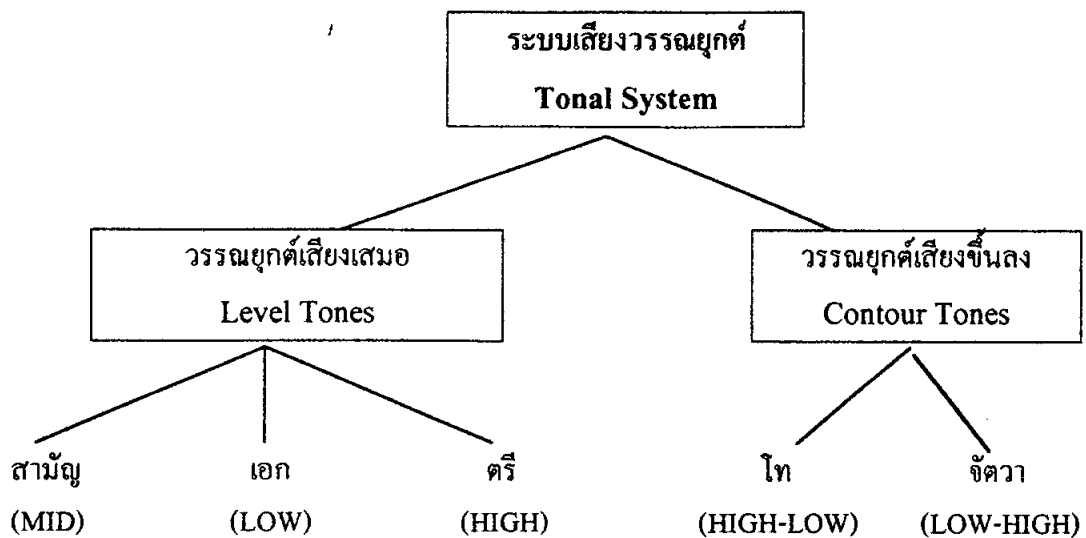 ระบบเสียงวรรณยุกต์
Tonal System
วรรณยุกต์เสียงเสมอ
Level Tones
วรรณยุกต์เสียงขึ้นลง
Contour Tones
สามัญ เอก ตรี โท จัตวา
(MID) (LOW) (HIGH) (HIGH-LOW) (LOW-HIGH)